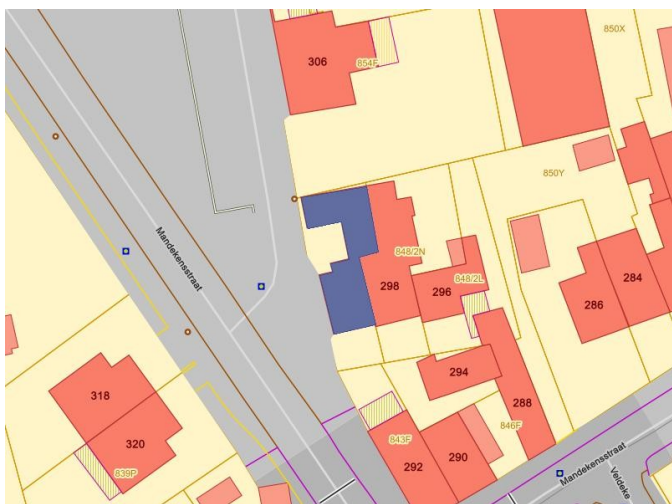 850X
306
854F
850Y
Mandekensstraat
848/2N
848/2L
298
296
284
286
294
318
288
320
846F
843F
839P
290
292
Mandekensstraat
Veldeke